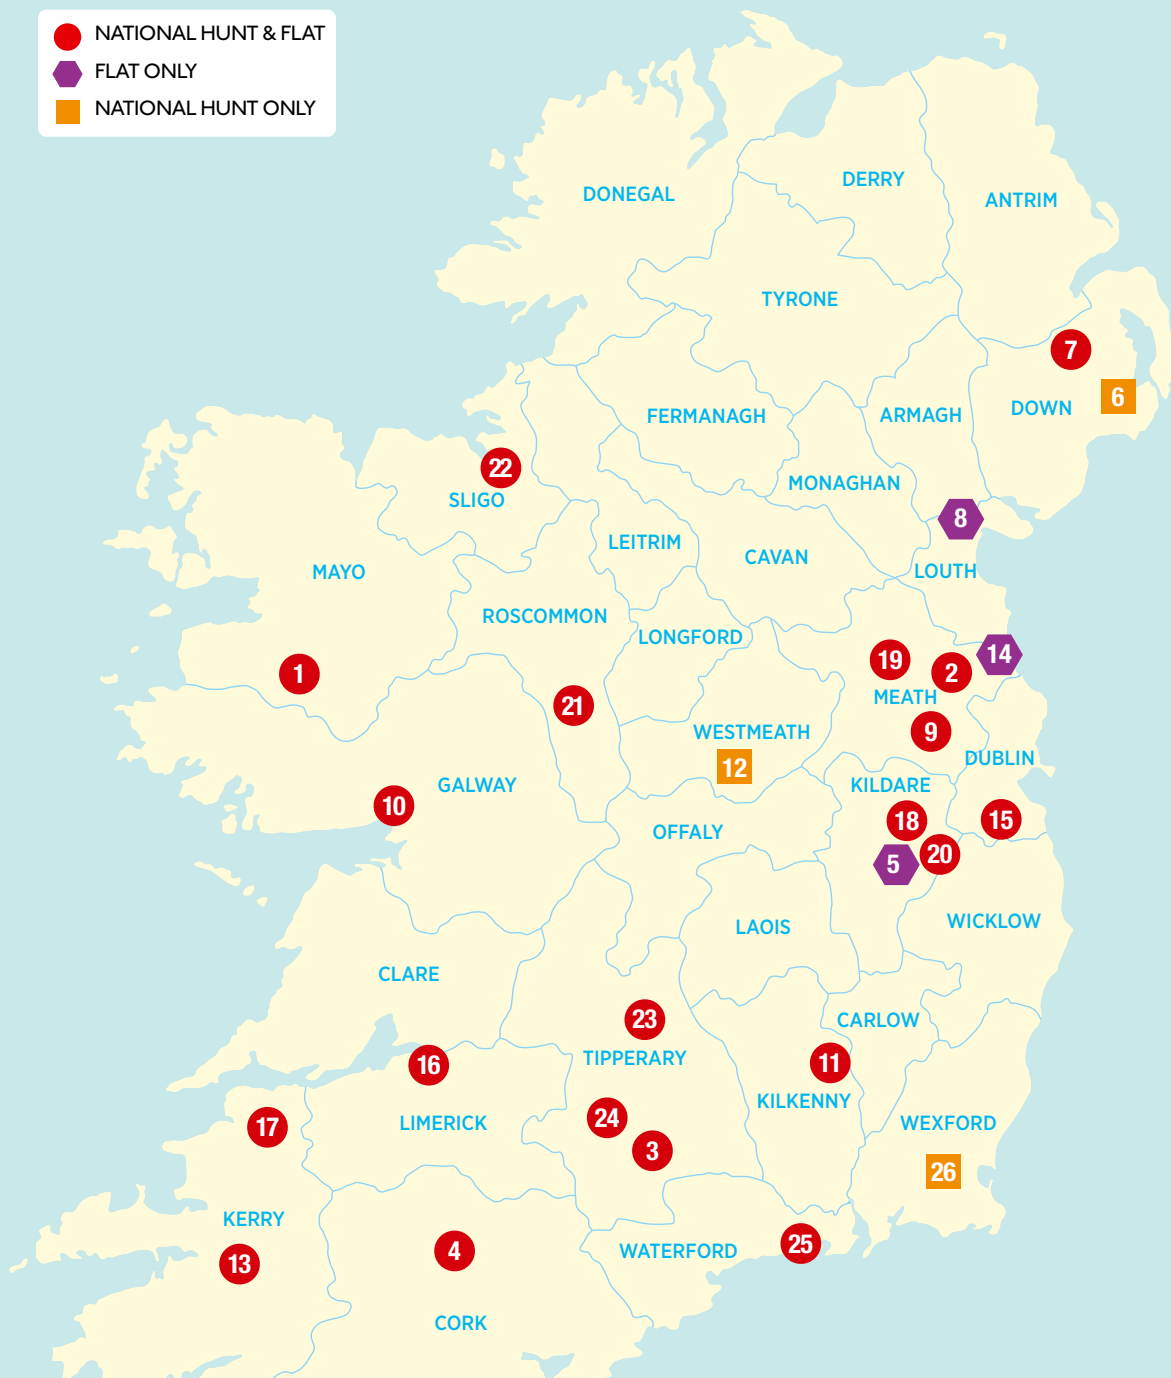 NATIONAL HUNT & FLAT
FLAT ONLY
NATIONAL HUNT ONLY
DERRY
DONEGAL
ANTRIM
TYRONE
7
6
DOWN
FERMANAGH
ARMAGH
22
MONAGHAN
SLIGO
8
LEITRIM
CAVAN
MAYO
LOUTH
ROSCOMMON
LONGFORD
14
19
1
2
MEATH
21
9
WESTMEATH
DUBLIN
12
GALWAY
KILDARE
10
18
15
OFFALY
20
5
WICKLOW
LAOIS
CLARE
23
CARLOW
TIPPERARY
16
11
KILKENNY
24
LIMERICK
WEXFORD
17
3
26
KERRY
25
4
WATERFORD
13
CORK